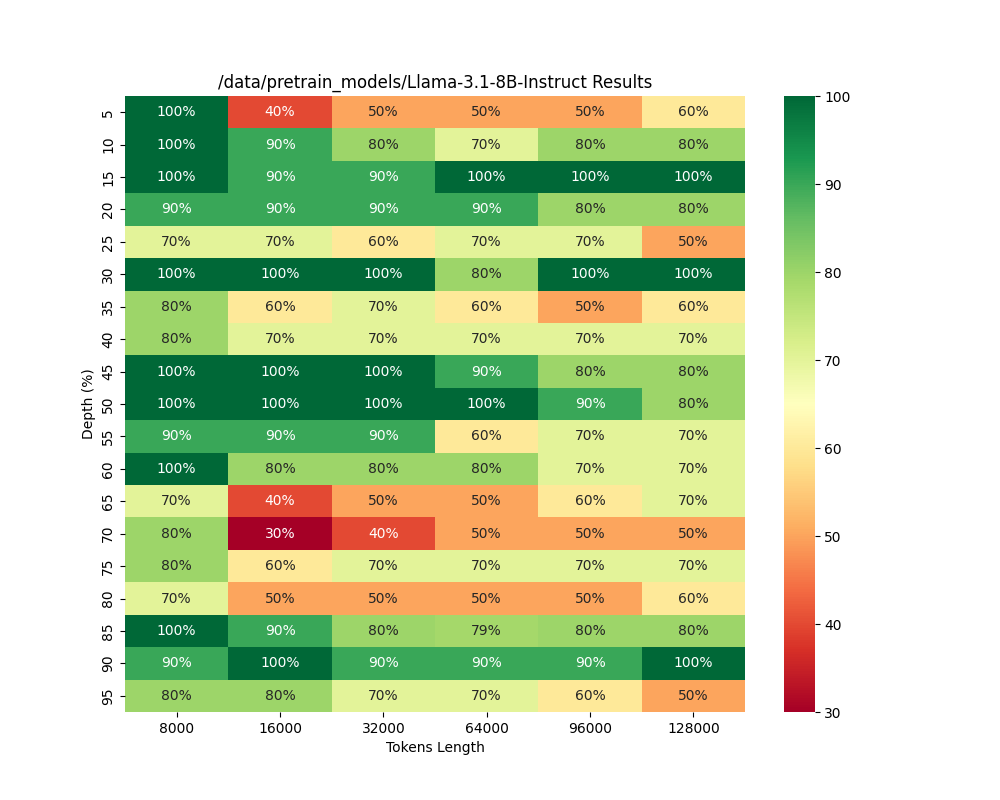 /data/pretrain_models/Llama-3.1-8B-Instruct Results
5 100% 40% 50% 50% 50% 60%
10 100% 90% 80% 70% 80% 80%
15 100% 90% 90% 100% 100% 100%
20 90% 90% 90% 90% 80% 80%
25 70% 70% 60% 70% 70% 50%
30 100% 100% 100% 80% 100% 100%
35 80% 60% 70% 60% 50% 60%
40 80% 70% 70% 70% 70% 70%
45 100% 100% 100% 90% 80% 80%
50 100% 100% 100% 100% 90% 80%
55 90% 90% 90% 60% 70% 70%
60 100% 80% 80% 80% 70% 70%
65 70% 40% 50% 50% 60% 70%
70 80% 30% 40% 50% 50% 50%
75 80% 60% 70% 70% 70% 70%
80 70% 50% 50% 50% 50% 60%
85 100% 90% 80% 79% 80% 80%
90 90% 100% 90% 90% 90% 100%
95 80% 80% 70% 70% 60% 50%
8000 16000 32000 64000 96000 128000
Tokens Length
Depth (%)
100
90
80
70
60
50
40
30